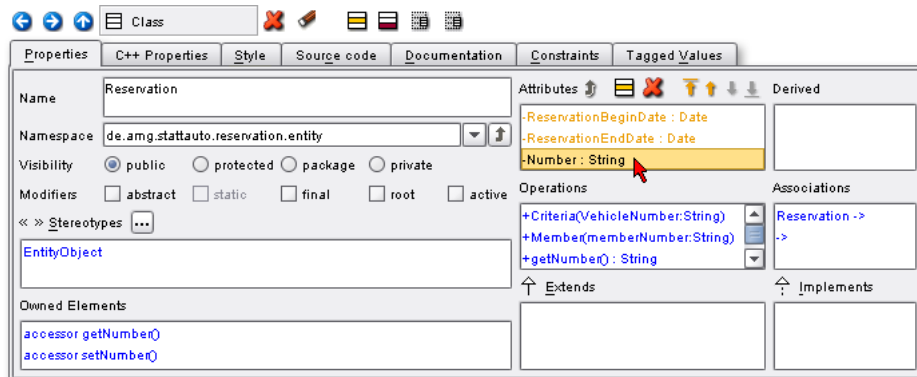 Class
Properties
C++ Properties
Style
Source code
Documentation
Constraints
Tagged Values
Name
Reservation
Namespace
de.amg.stattauto.reservation.entity
Visibility
public
protected
package
private
Modifiers
abstract
static
final
root
active
« » Stereotypes ...
EntityObject
Owned Elements
accessor getNumber()
accessor setNumber()
Attributes
-ReservationBeginDate : Date
-ReservationEndDate : Date
-Number : String
Operations
+Criteria(VehicleNumber:String)
+Member(memberNumber:String)
+getNumber() : String
Extends
Derived
Associations
Reservation ->
->
Implements